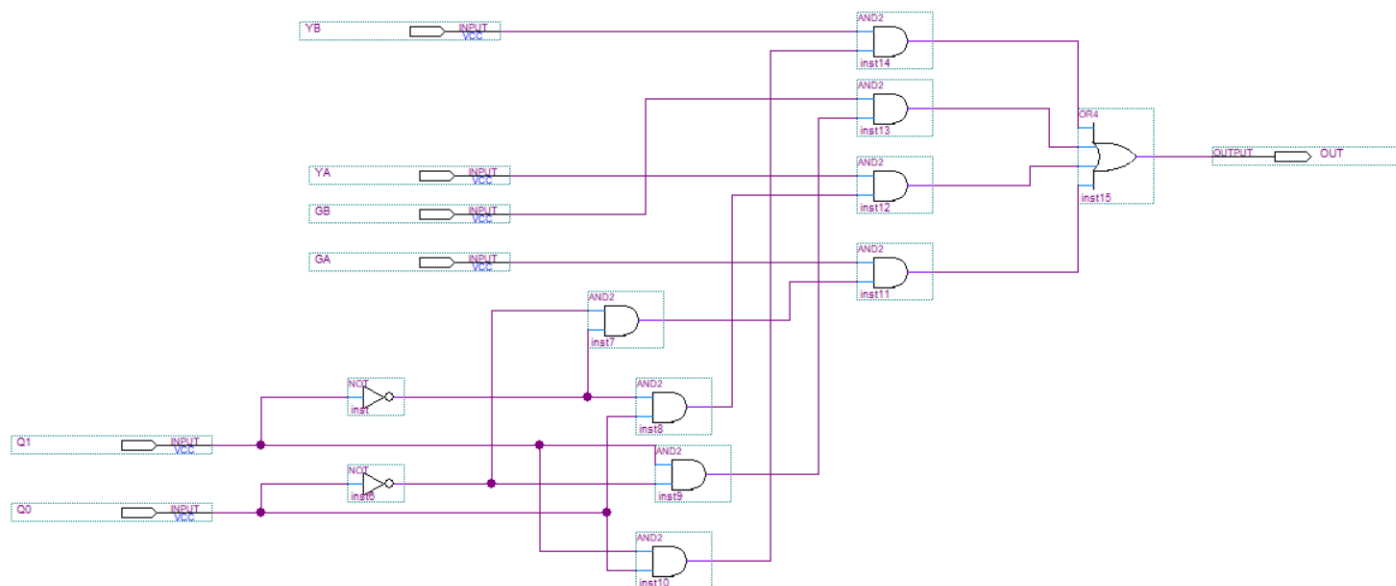 AND2
YB INPUT
VCC
inst14
AND2
inst13
OR4
AND2
OUTPUT OUT
YA INPUT
VCC
inst12
inst15
GB INPUT
VCC
AND2
GA INPUT
VCC
inst11
AND2
inst7
NOT
inst
AND2
inst8
Q1 INPUT
VCC
AND2
NOT
inst6
inst9
Q0 INPUT
VCC
AND2
inst10